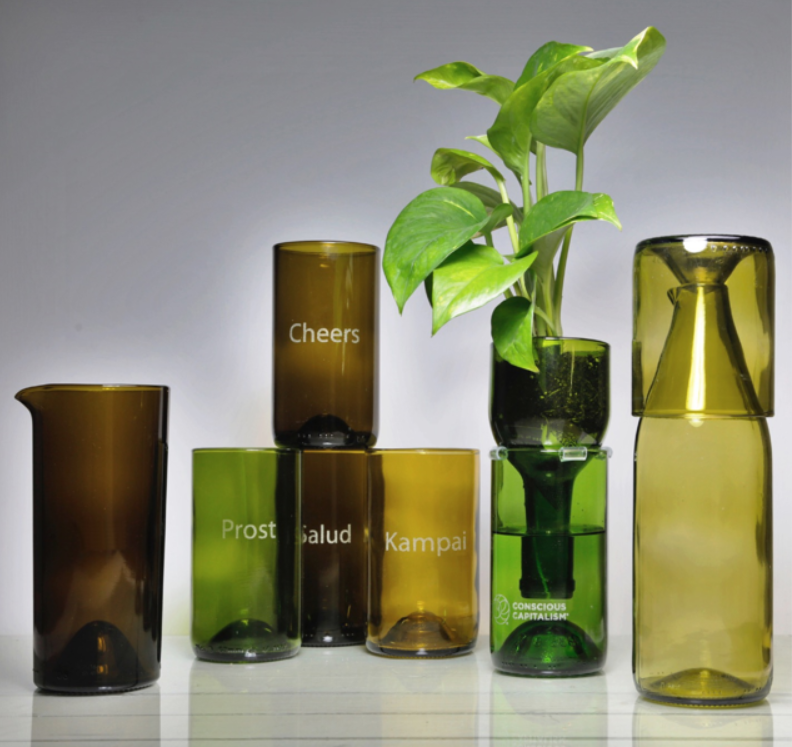 Cheers
Prost
Salud
Kampai
CONSCIOUS
CAPITALISM®